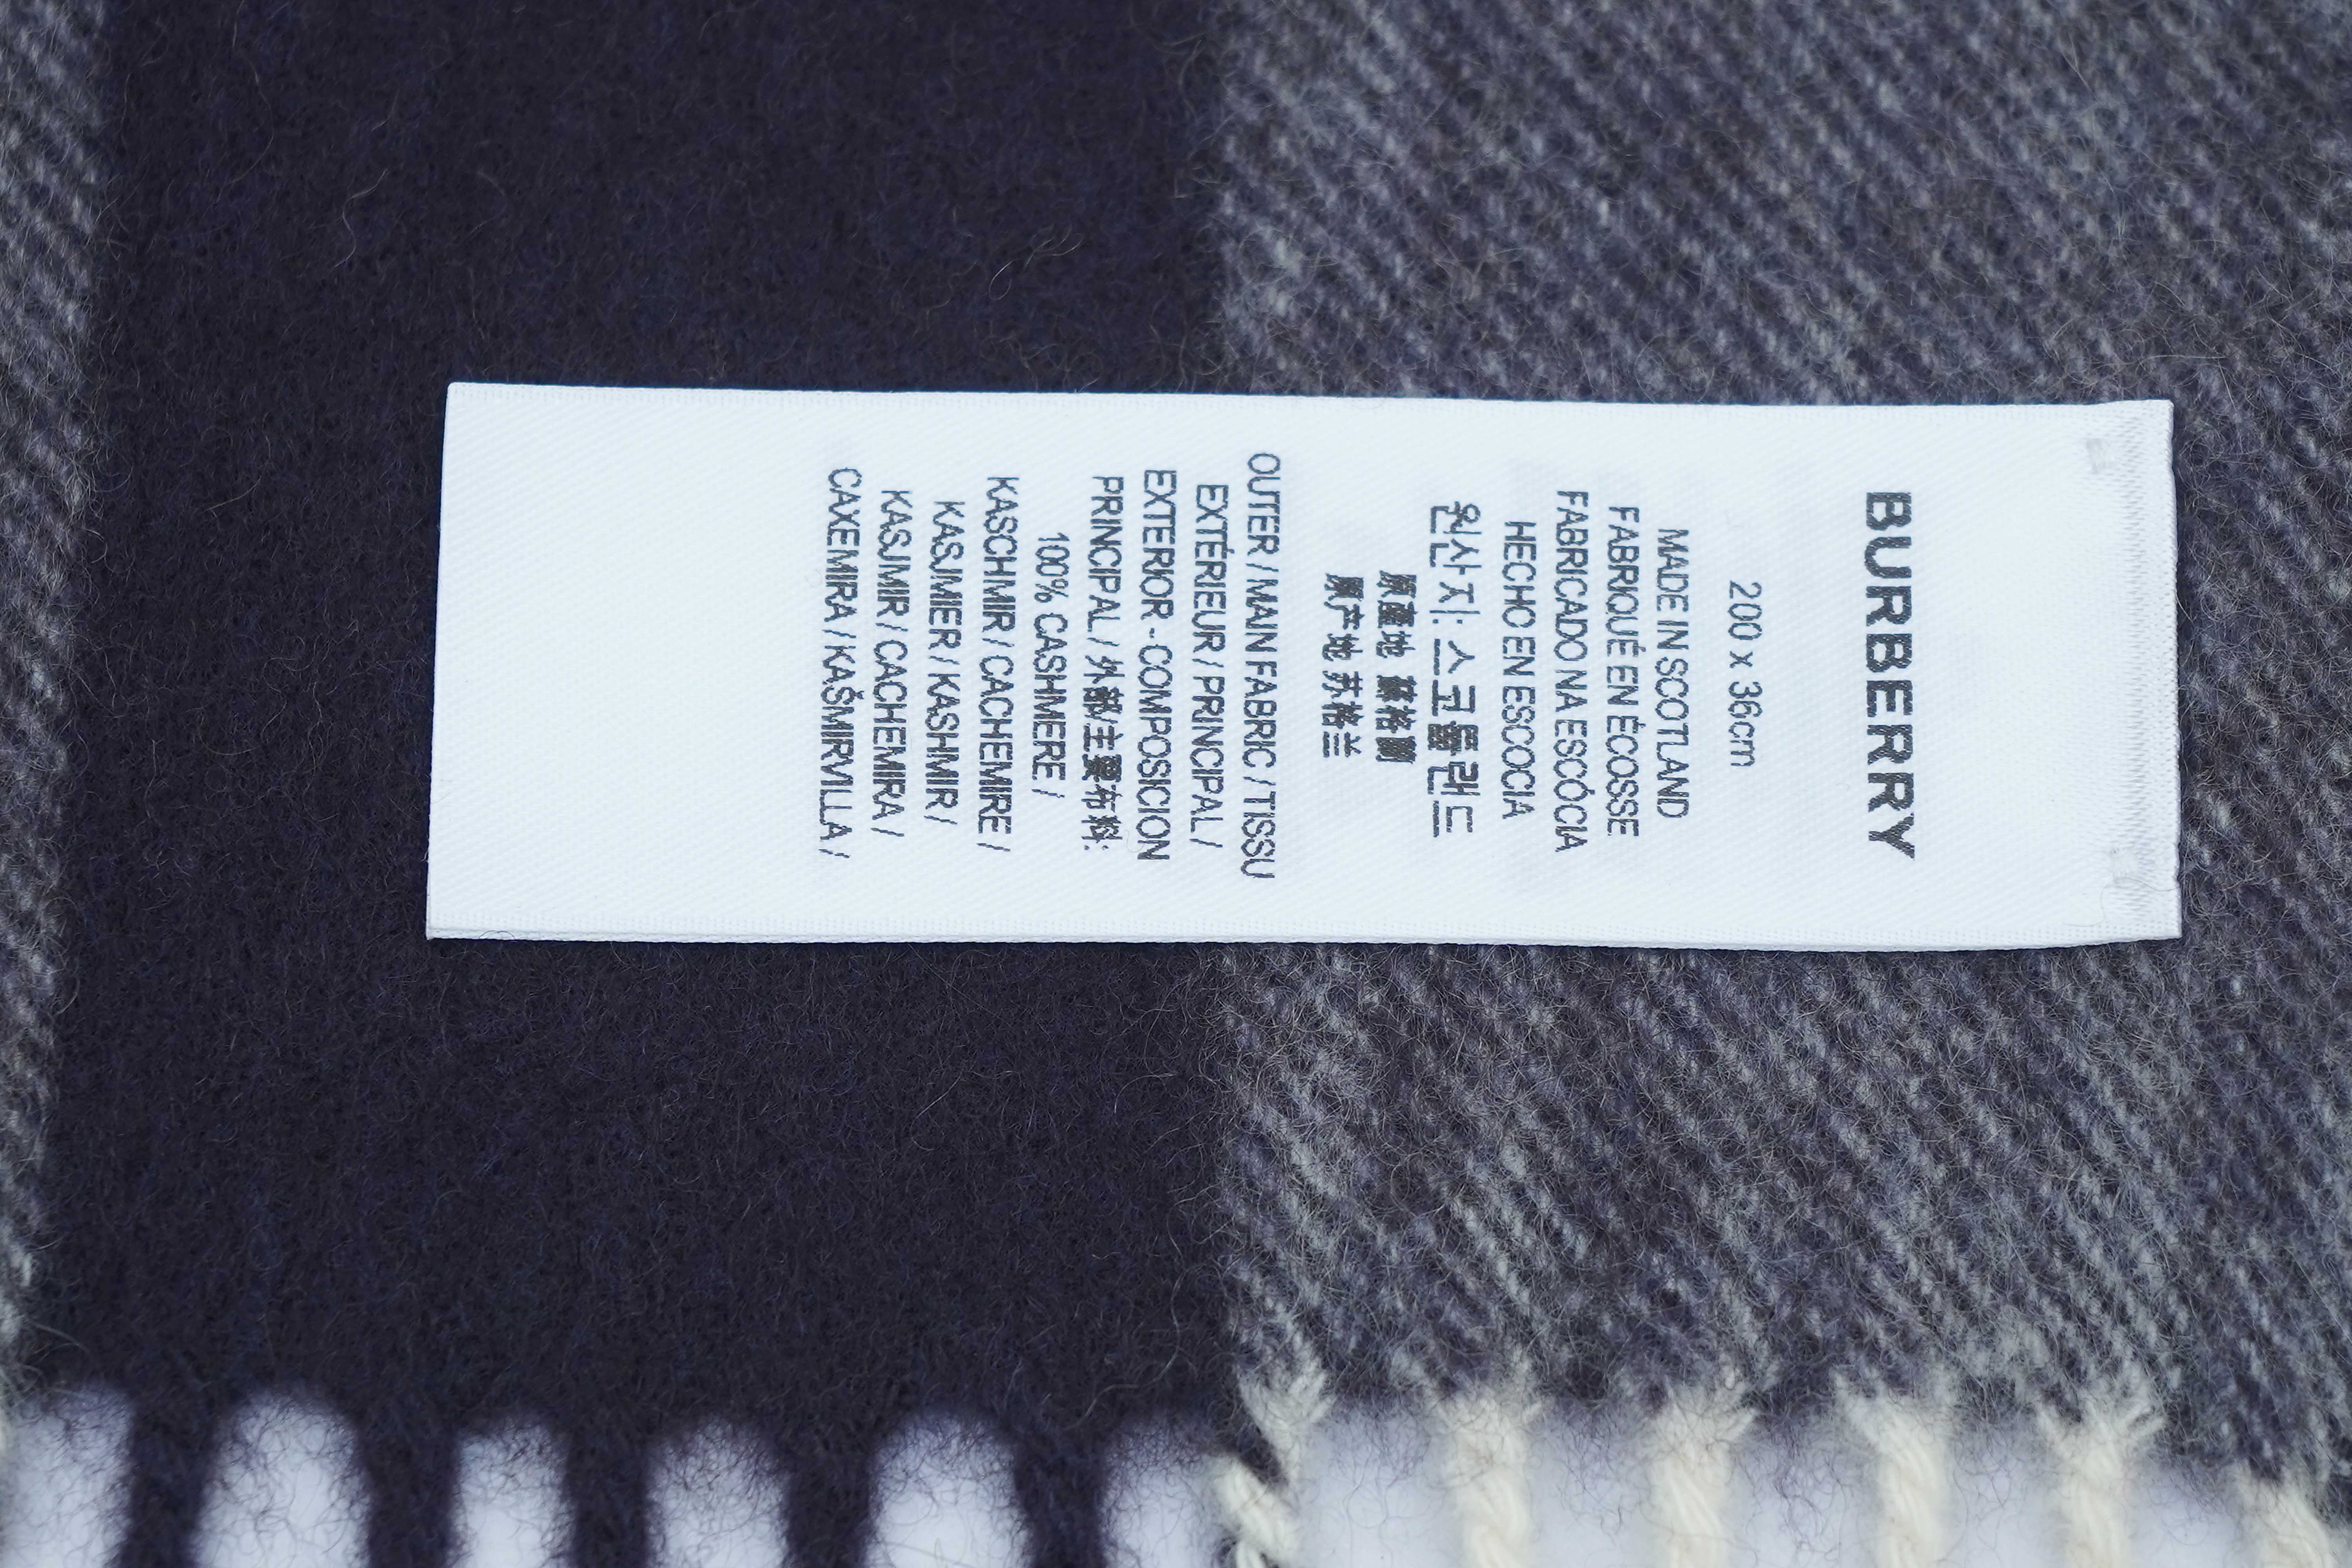 BURBERRY
200 x 36cm
MADE IN SCOTLAND
FABRIQUÉ EN ÉCOSSE
FABRICADO NA ESCÓCIA
HECHO EN ESCOCIA
원산지: 스코틀랜드
原產地 蘇格蘭
原产地 苏格兰
OUTER / MAIN FABRIC / TISSU
EXTÉRIEUR / PRINCIPAL /
EXTERIOR - COMPOSICION
PRINCIPAL / 外部/主要布料:
100% CASHMERE /
KASCHMIR / CACHEMIRE /
KASJMIER / KASHMIR /
KASJMIR / CACHEMIRA /
CAXEMIRA / KAŠMIRVILLA /